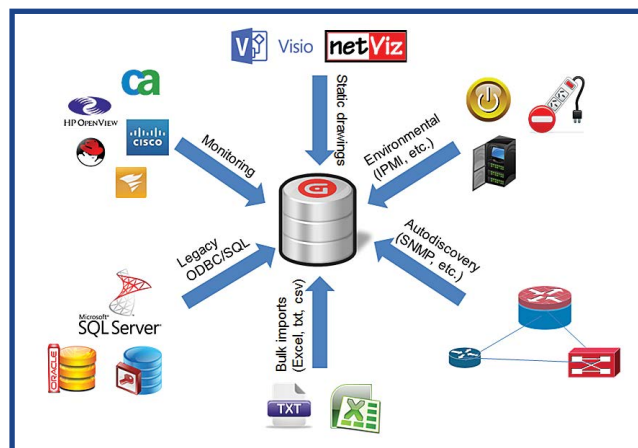 Visio
netViz
Static drawings
ca
HP OPENVIEW
CISCO
Monitoring
Environmental
(IPMI, etc.)
Legacy
ODBC/SQL
Autodiscovery
(SNMP, etc.)
Microsoft®
SQL Server
ORACLE
Bulk imports
(Excel, txt, csv)
TXT